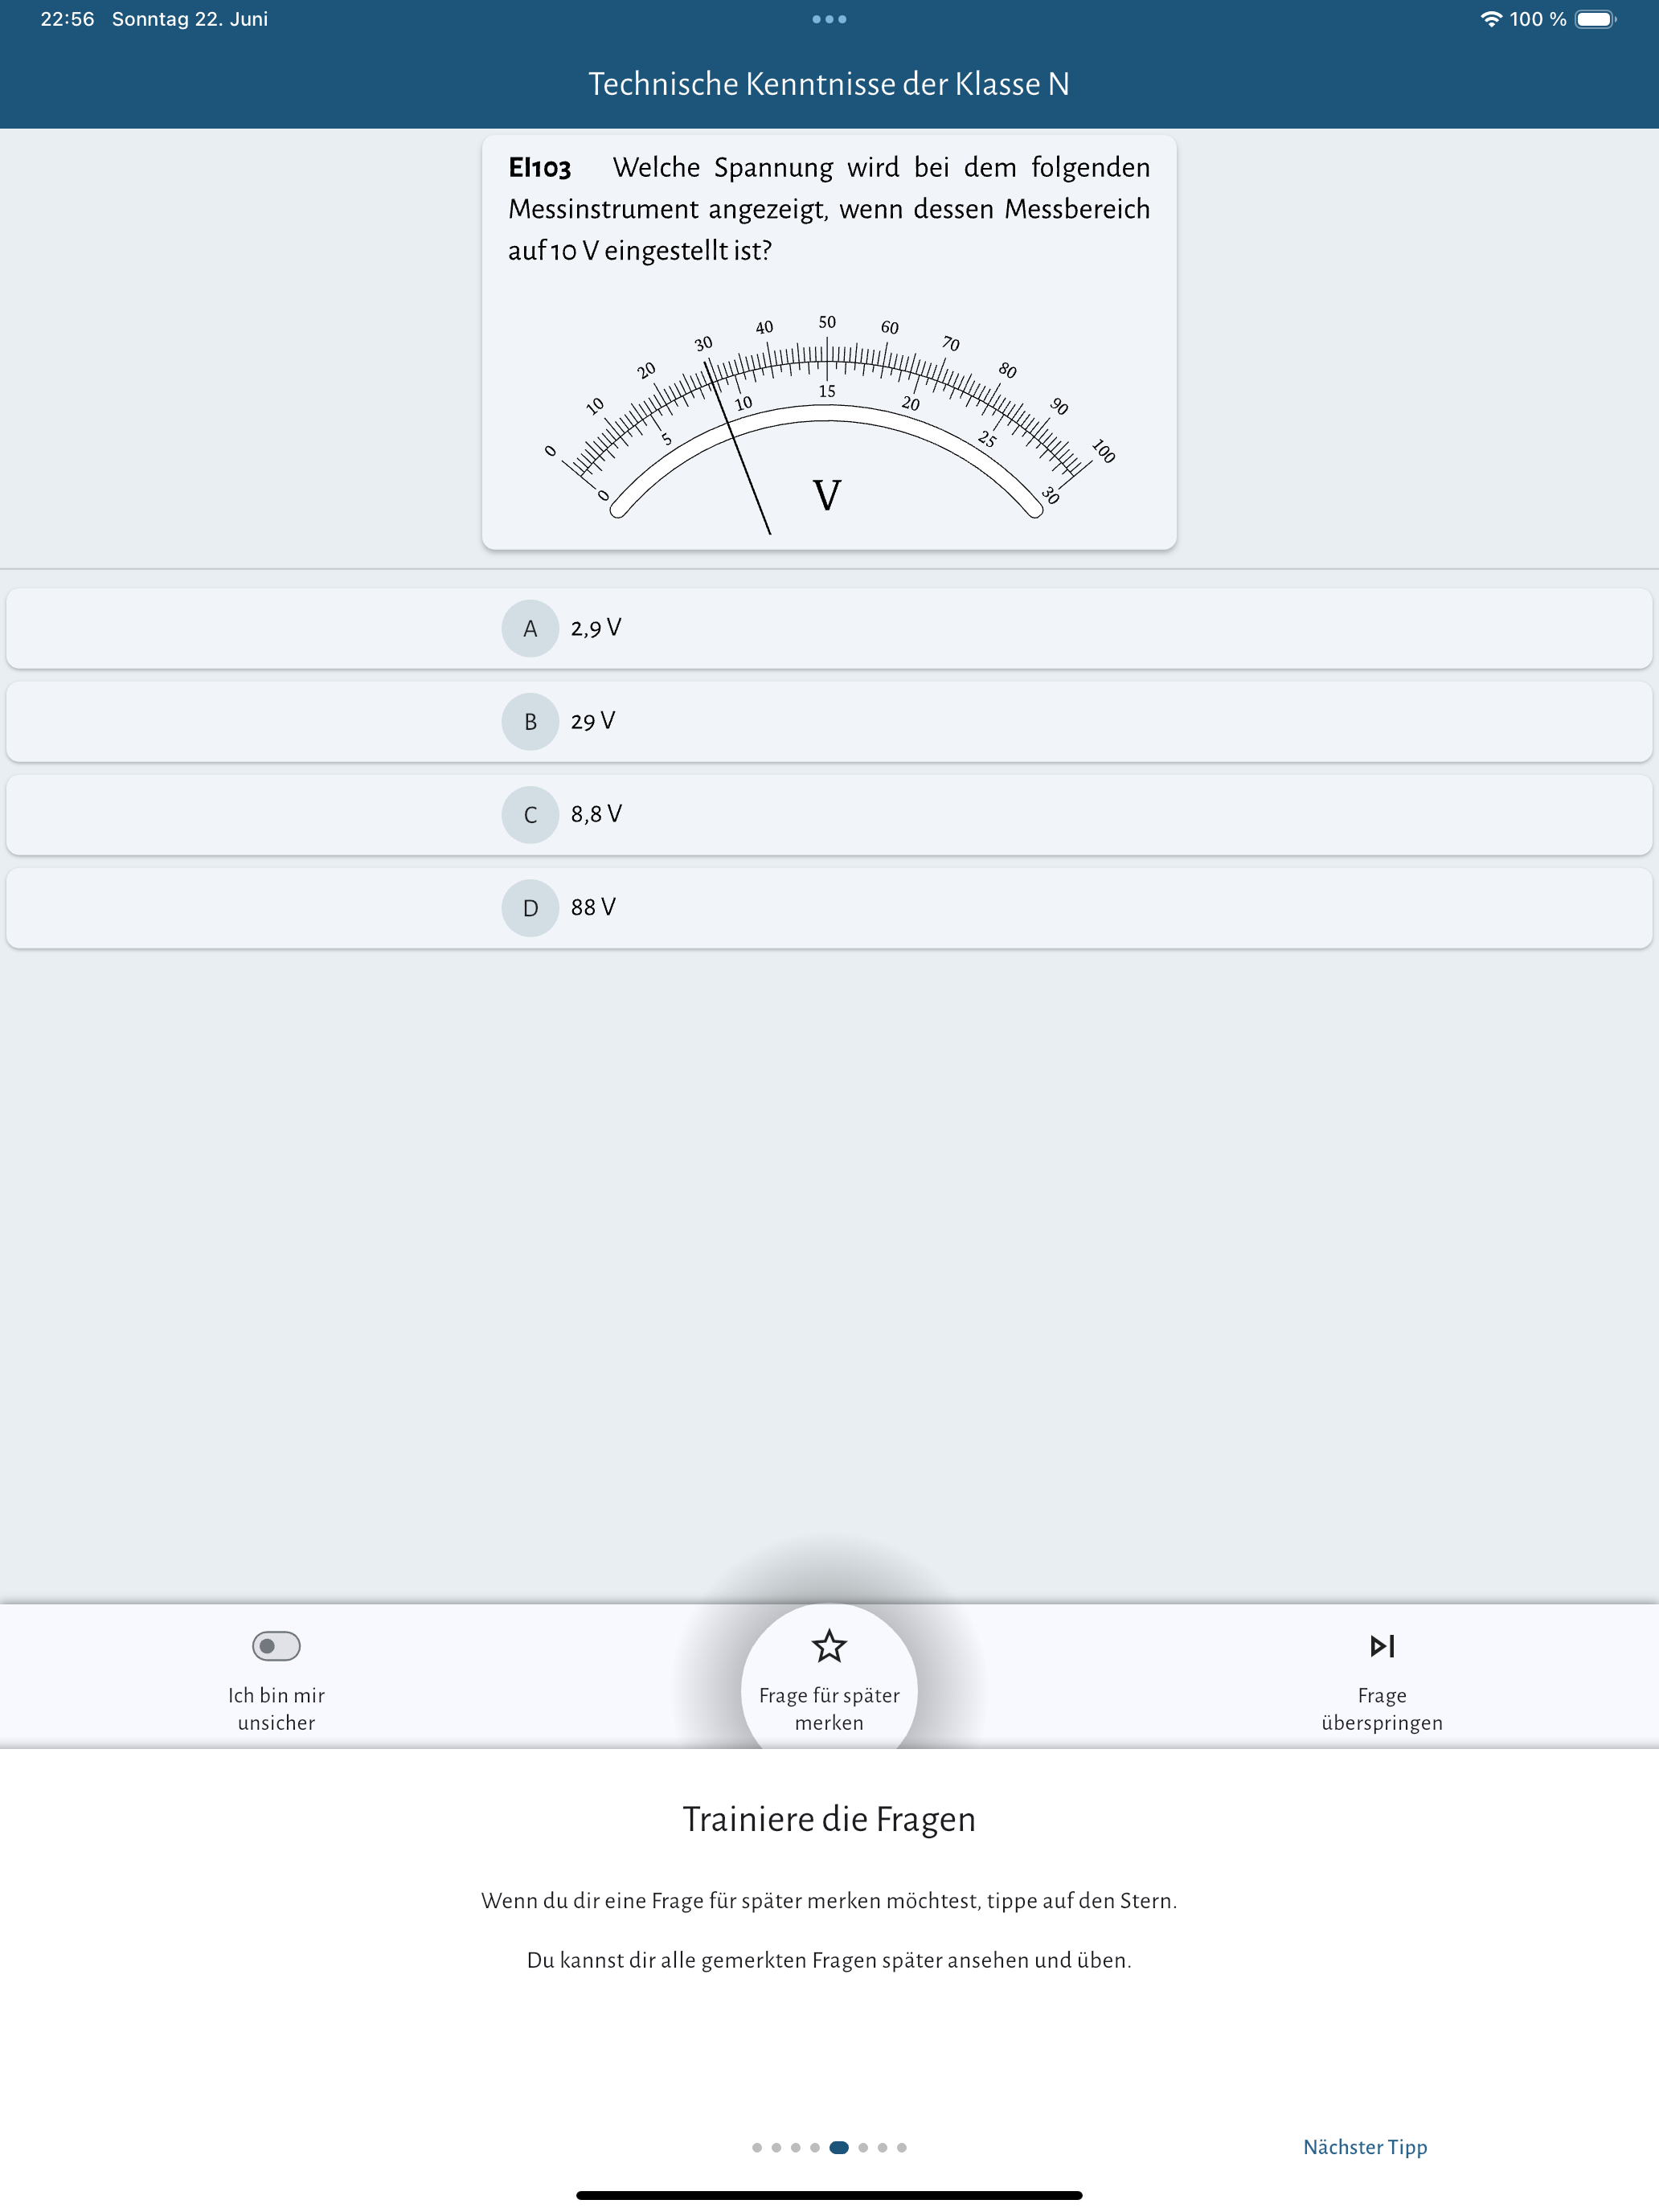 22:56 Sonntag 22. Juni
100 %
Technische Kenntnisse der Klasse N
EI103 Welche Spannung wird bei dem folgenden
Messinstrument angezeigt, wenn dessen Messbereich
auf 10 V eingestellt ist?
0 10 20 30 40 50 60 70 80 90 100
0 5 10 15 20 25 30
V
A 2,9 V
B 29 V
C 8,8 V
D 88 V
Ich bin mir
unsicher
Frage für später
merken
Frage
überspringen
Trainiere die Fragen
Wenn du dir eine Frage für später merken möchtest, tippe auf den Stern.
Du kannst dir alle gemerkten Fragen später ansehen und üben.
Nächster Tipp